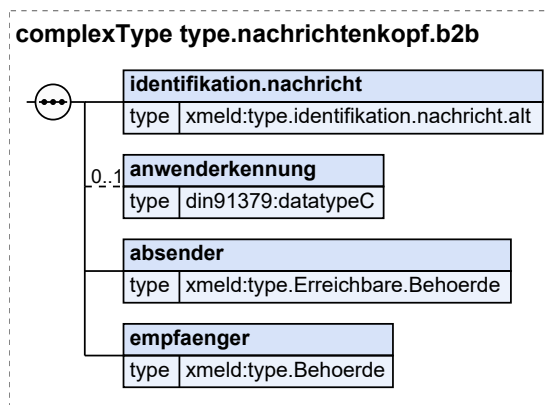 complexType type.nachrichtenkopf.b2b
identifikation.nachricht
type xmeld:type.identifikation.nachricht.alt
0..1
anwenderkennung
type din91379:datatypeC
absender
type xmeld:type.Erreichbare.Behoerde
empfaenger
type xmeld:type.Behoerde